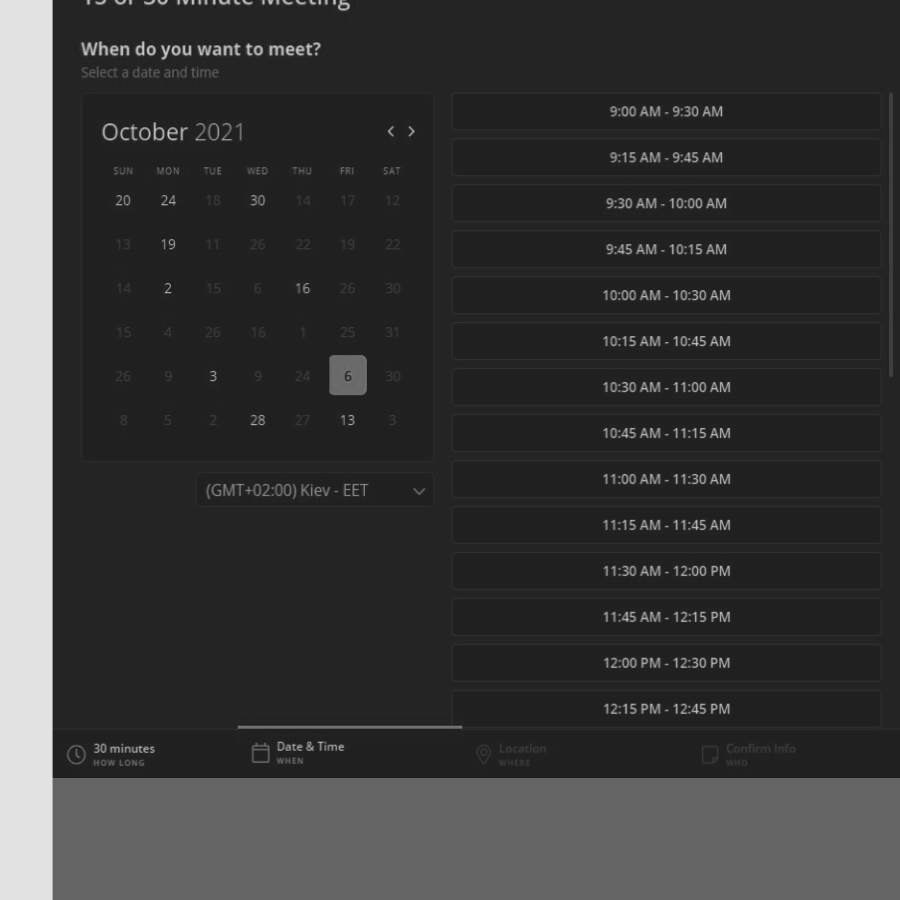 15 or 30 Minute Meeting
When do you want to meet?
Select a date and time
October 2021
SUN MON TUE WED THU FRI SAT
20 24 18 30 14 17 12
13 19 11 26 22 19 22
14 2 15 6 16 26 30
15 4 26 16 1 25 31
26 9 3 9 24 6 30
8 5 2 28 27 13 3
(GMT+02:00) Kiev - EET
9:00 AM - 9:30 AM
9:15 AM - 9:45 AM
9:30 AM - 10:00 AM
9:45 AM - 10:15 AM
10:00 AM - 10:30 AM
10:15 AM - 10:45 AM
10:30 AM - 11:00 AM
10:45 AM - 11:15 AM
11:00 AM - 11:30 AM
11:15 AM - 11:45 AM
11:30 AM - 12:00 PM
11:45 AM - 12:15 PM
12:00 PM - 12:30 PM
12:15 PM - 12:45 PM
30 minutes
HOW LONG
Date & Time
WHEN
Location
WHERE
Confirm Info
WHO